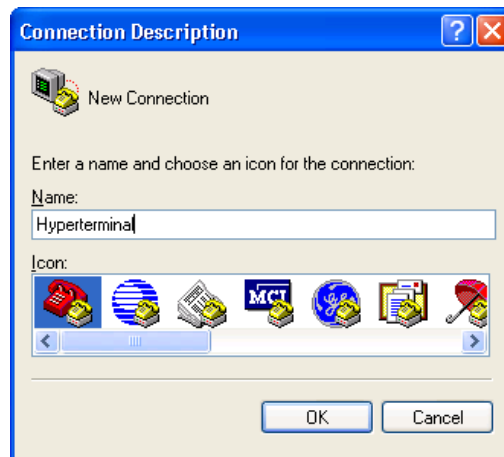 Connection Description
New Connection
Enter a name and choose an icon for the connection:
Name:
Hyperterminal
Icon:
MCI
OK Cancel